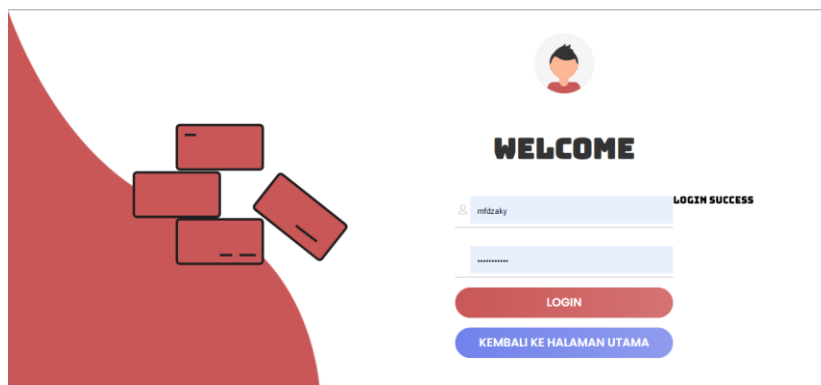 WELCOME
mfdzaky
LOGIN SUCCESS
•••••••••••
LOGIN
KEMBALI KE HALAMAN UTAMA